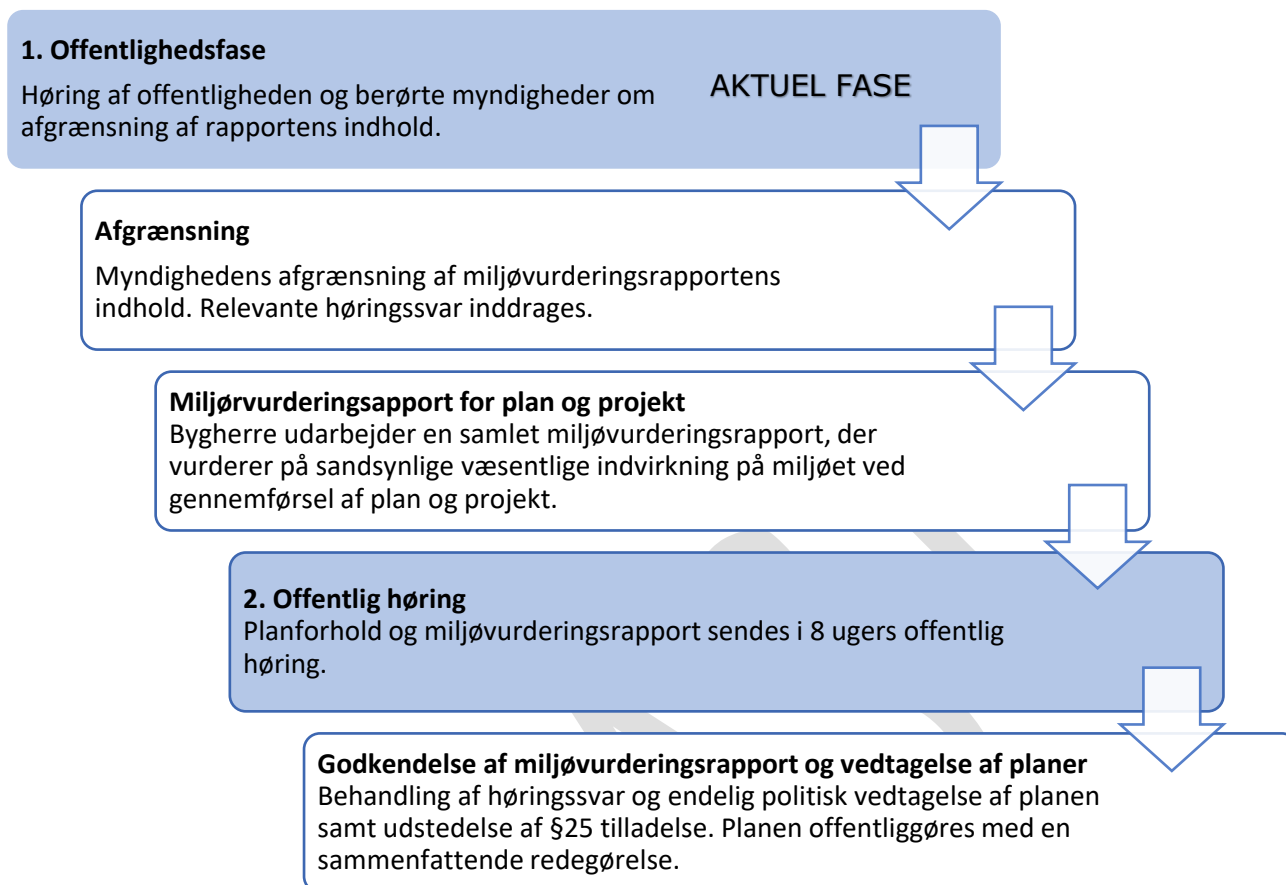 1. Offentlighedsfase
Høring af offentligheden og berørte myndigheder om
afgrænsning af rapportens indhold.
AKTUEL FASE
Afgrænsning
Myndighedens afgrænsning af miljøvurderingsrapportens
indhold. Relevante høringssvar inddrages.
Miljørvurderingsapport for plan og projekt
Bygherre udarbejder en samlet miljøvurderingsrapport, der
vurderer på sandsynlige væsentlige indvirkning på miljøet ved
gennemførsel af plan og projekt.
2. Offentlig høring
Planforhold og miljøvurderingsrapport sendes i 8 ugers offentlig
høring.
Godkendelse af miljøvurderingsrapport og vedtagelse af planer
Behandling af høringssvar og endelig politisk vedtagelse af planen
samt udstedelse af §25 tilladelse. Planen offentliggøres med en
sammenfattende redegørelse.